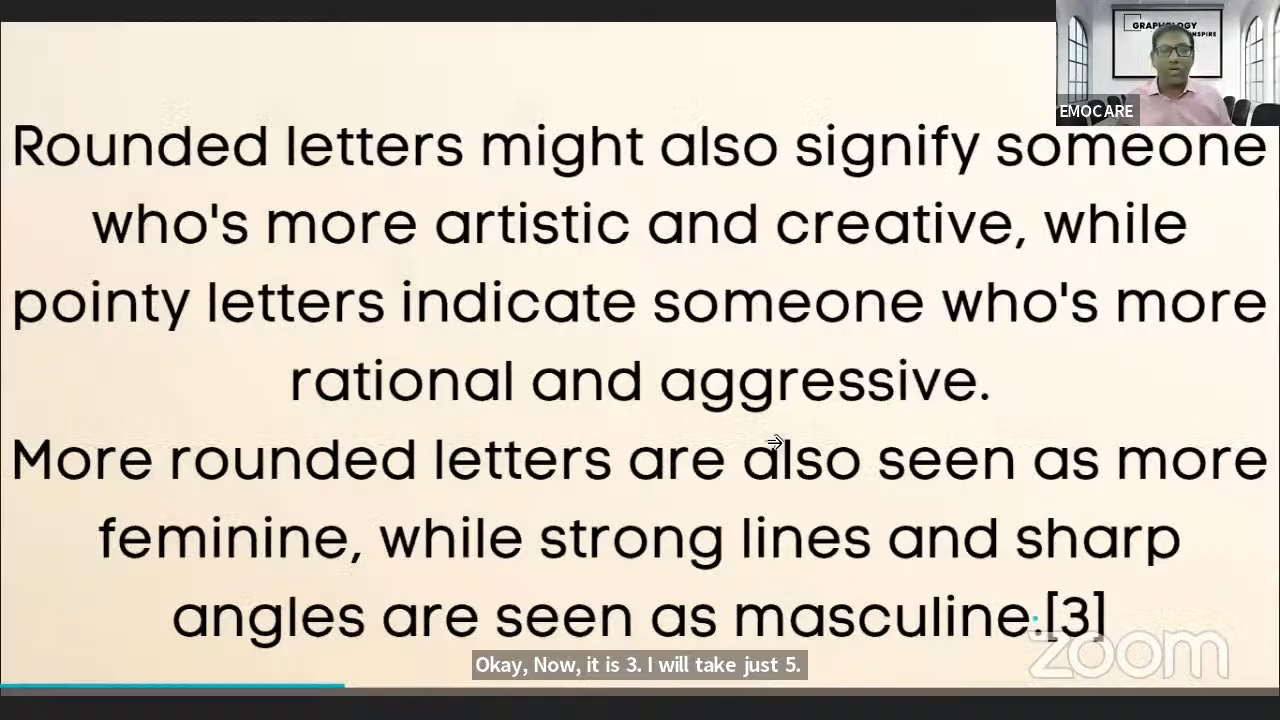 GRAPHOLOGY
INSPIRE
EMOCARE
Rounded letters might also signify someone
who's more artistic and creative, while
pointy letters indicate someone who's more
rational and aggressive.
More rounded letters are also seen as more
feminine, while strong lines and sharp
angles are seen as masculine.[3]
Okay, Now, it is 3. I will take just 5.
zoom